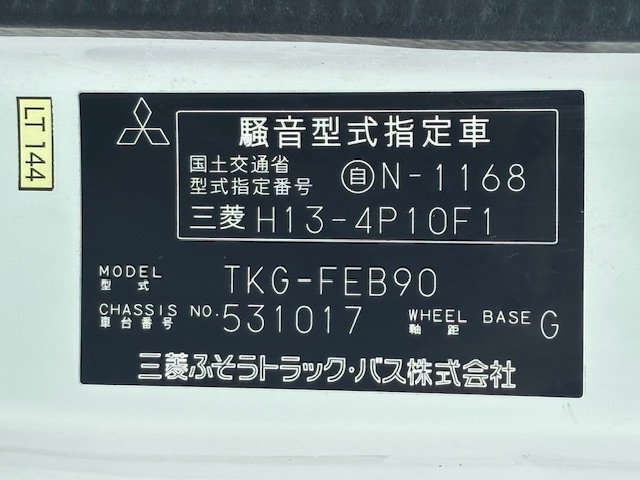 LT 144
騒音型式指定車
国土交通省
型式指定番号 自N-1168
三菱 H13-4P10F1
MODEL
型式 TKG-FEB90
CHASSIS NO.
車台番号 531017 WHEEL BASE
軸距 G
三菱ふそうトラック・バス株式会社